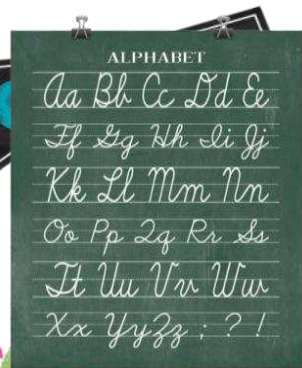 ALPHABET
Aa Bb Cc Dd Ee
Ff Gg Hh Ii Jj
Kk Ll Mm Nn
Oo Pp Qq Rr Ss
Tt Uu Vv Ww
Xx Yy Zz ; ? !